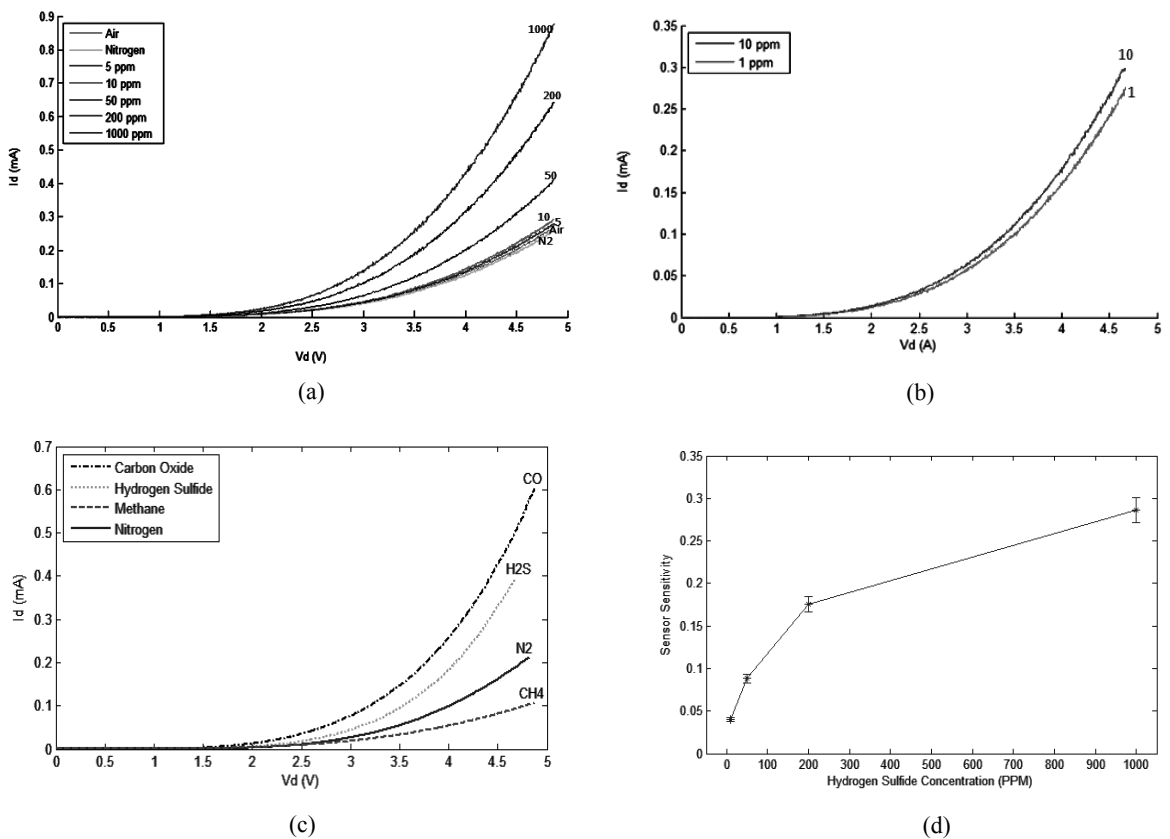 0.9
0.8
0.7
0.6
0.5
0.4
0.3
0.2
0.1
0
Id (mA)
Air
Nitrogen
5 ppm
10 ppm
50 ppm
200 ppm
1000 ppm
1000
200
50
10
5
Air
N2
0 0.5 1 1.5 2 2.5 3 3.5 4 4.5 5
Vd (V)
(a)
0.35
0.3
0.25
0.2
0.15
0.1
0.05
0
Id (mA)
10 ppm
1 ppm
10
1
0 0.5 1 1.5 2 2.5 3 3.5 4 4.5 5
Vd (A)
(b)
0.7
0.6
0.5
0.4
0.3
0.2
0.1
0
Id (mA)
Carbon Oxide
Hydrogen Sulfide
Methane
Nitrogen
CO
H2S
N2
CH4
0 0.5 1 1.5 2 2.5 3 3.5 4 4.5 5
Vd (V)
(c)
0.35
0.3
0.25
0.2
0.15
0.1
0.05
0
Sensor Sensitivity
0 100 200 300 400 500 600 700 800 900 1000
Hydrogen Sulfide Concentration (PPM)
(d)